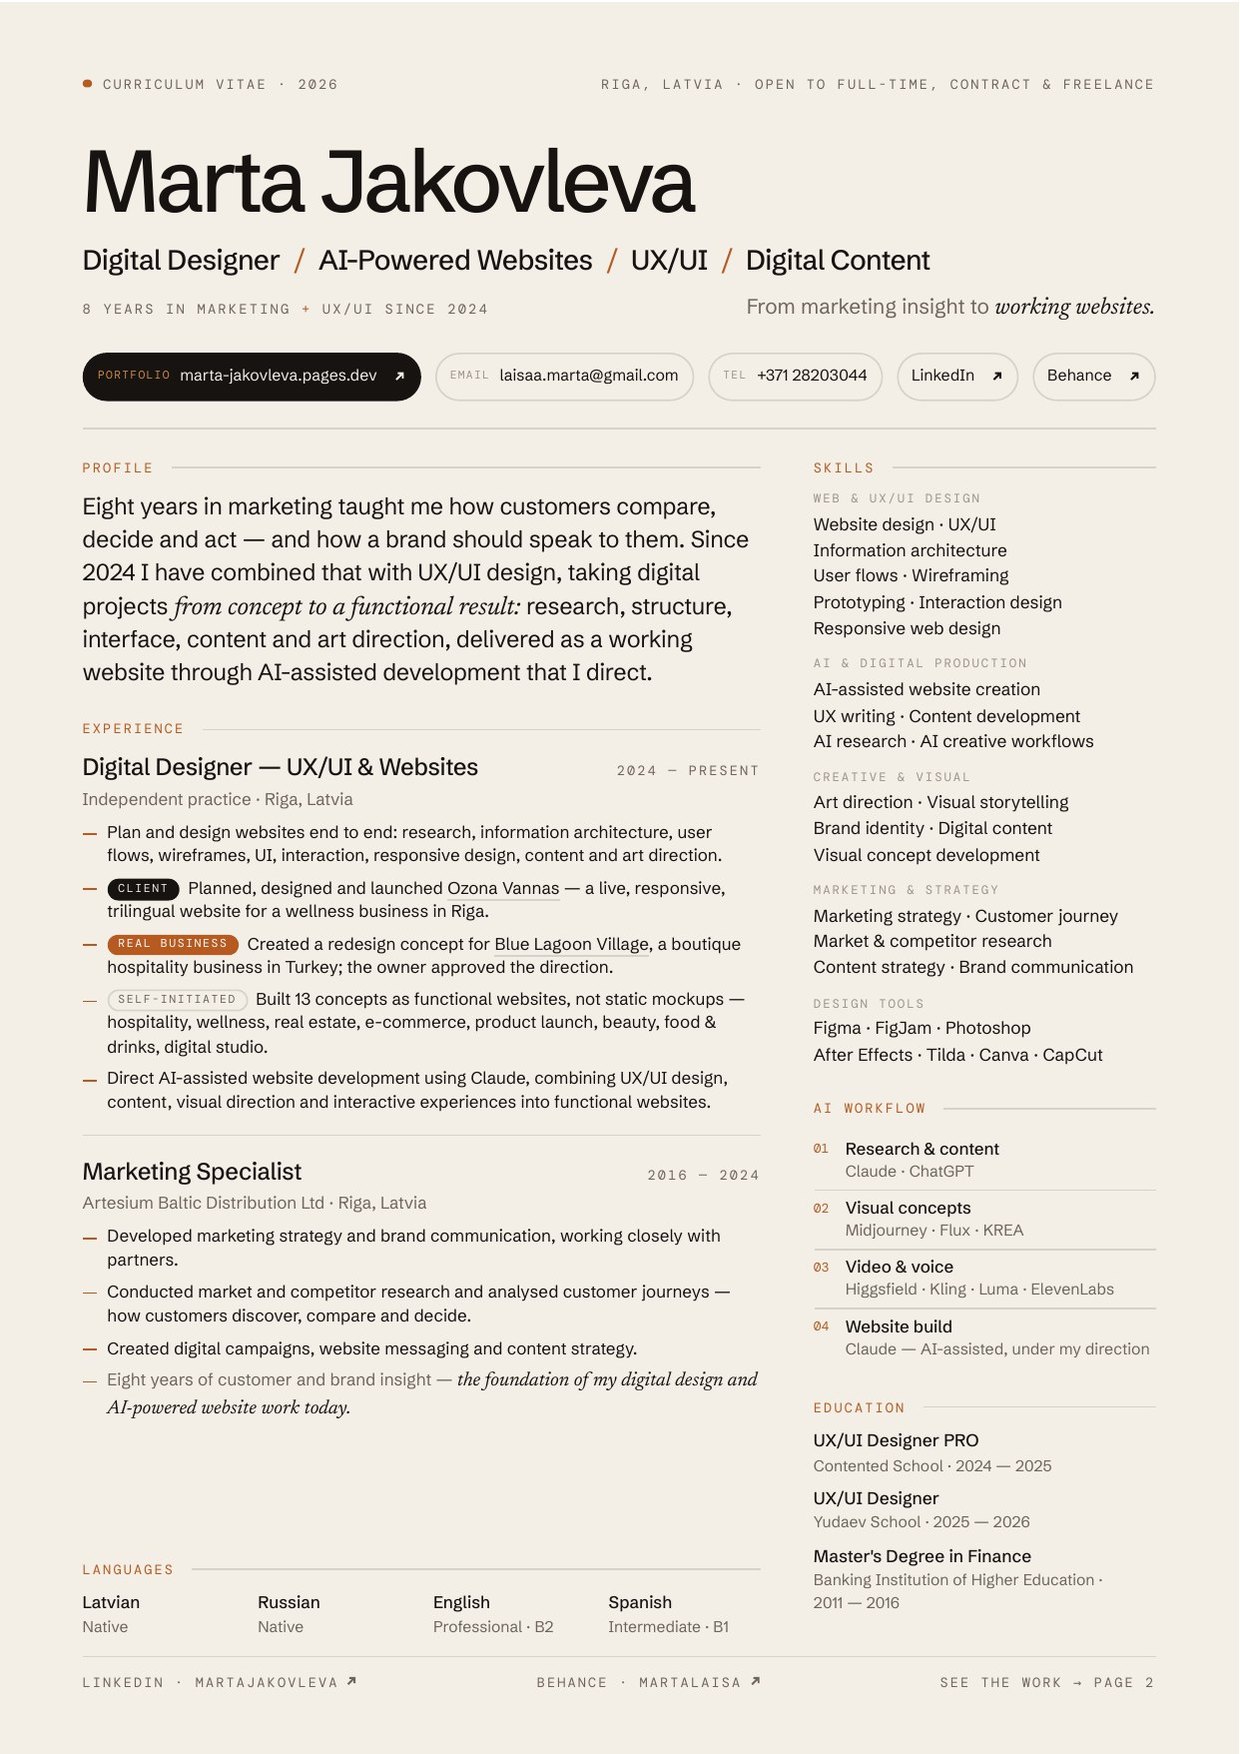 CURRICULUM VITAE · 2026
RIGA, LATVIA · OPEN TO FULL-TIME, CONTRACT & FREELANCE
Marta Jakovleva
Digital Designer / AI-Powered Websites / UX/UI / Digital Content
8 YEARS IN MARKETING + UX/UI SINCE 2024
From marketing insight to working websites.
PORTFOLIO marta-jakovleva.pages.dev ↗
EMAIL laisaa.marta@gmail.com
TEL +371 28203044
LinkedIn ↗
Behance ↗
PROFILE
Eight years in marketing taught me how customers compare,
decide and act — and how a brand should speak to them. Since
2024 I have combined that with UX/UI design, taking digital
projects from concept to a functional result: research, structure,
interface, content and art direction, delivered as a working
website through AI-assisted development that I direct.
EXPERIENCE
Digital Designer — UX/UI & Websites
2024 — PRESENT
Independent practice · Riga, Latvia
— Plan and design websites end to end: research, information architecture, user
flows, wireframes, UI, interaction, responsive design, content and art direction.
— CLIENT Planned, designed and launched Ozona Vannas — a live, responsive,
trilingual website for a wellness business in Riga.
— REAL BUSINESS Created a redesign concept for Blue Lagoon Village, a boutique
hospitality business in Turkey; the owner approved the direction.
— SELF-INITIATED Built 13 concepts as functional websites, not static mockups —
hospitality, wellness, real estate, e-commerce, product launch, beauty, food &
drinks, digital studio.
— Direct AI-assisted website development using Claude, combining UX/UI design,
content, visual direction and interactive experiences into functional websites.
Marketing Specialist
2016 — 2024
Artesium Baltic Distribution Ltd · Riga, Latvia
— Developed marketing strategy and brand communication, working closely with
partners.
— Conducted market and competitor research and analysed customer journeys —
how customers discover, compare and decide.
— Created digital campaigns, website messaging and content strategy.
— Eight years of customer and brand insight — the foundation of my digital design and
AI-powered website work today.
LANGUAGES
Latvian
Native
Russian
Native
English
Professional · B2
Spanish
Intermediate · B1
SKILLS
WEB & UX/UI DESIGN
Website design · UX/UI
Information architecture
User flows · Wireframing
Prototyping · Interaction design
Responsive web design
AI & DIGITAL PRODUCTION
AI-assisted website creation
UX writing · Content development
AI research · AI creative workflows
CREATIVE & VISUAL
Art direction · Visual storytelling
Brand identity · Digital content
Visual concept development
MARKETING & STRATEGY
Marketing strategy · Customer journey
Market & competitor research
Content strategy · Brand communication
DESIGN TOOLS
Figma · FigJam · Photoshop
After Effects · Tilda · Canva · CapCut
AI WORKFLOW
01 Research & content
Claude · ChatGPT
02 Visual concepts
Midjourney · Flux · KREA
03 Video & voice
Higgsfield · Kling · Luma · ElevenLabs
04 Website build
Claude — AI-assisted, under my direction
EDUCATION
UX/UI Designer PRO
Contented School · 2024 — 2025
UX/UI Designer
Yudaev School · 2025 — 2026
Master's Degree in Finance
Banking Institution of Higher Education ·
2011 — 2016
LINKEDIN · MARTAJAKOVLEVA ↗
BEHANCE · MARTALAISA ↗
SEE THE WORK → PAGE 2